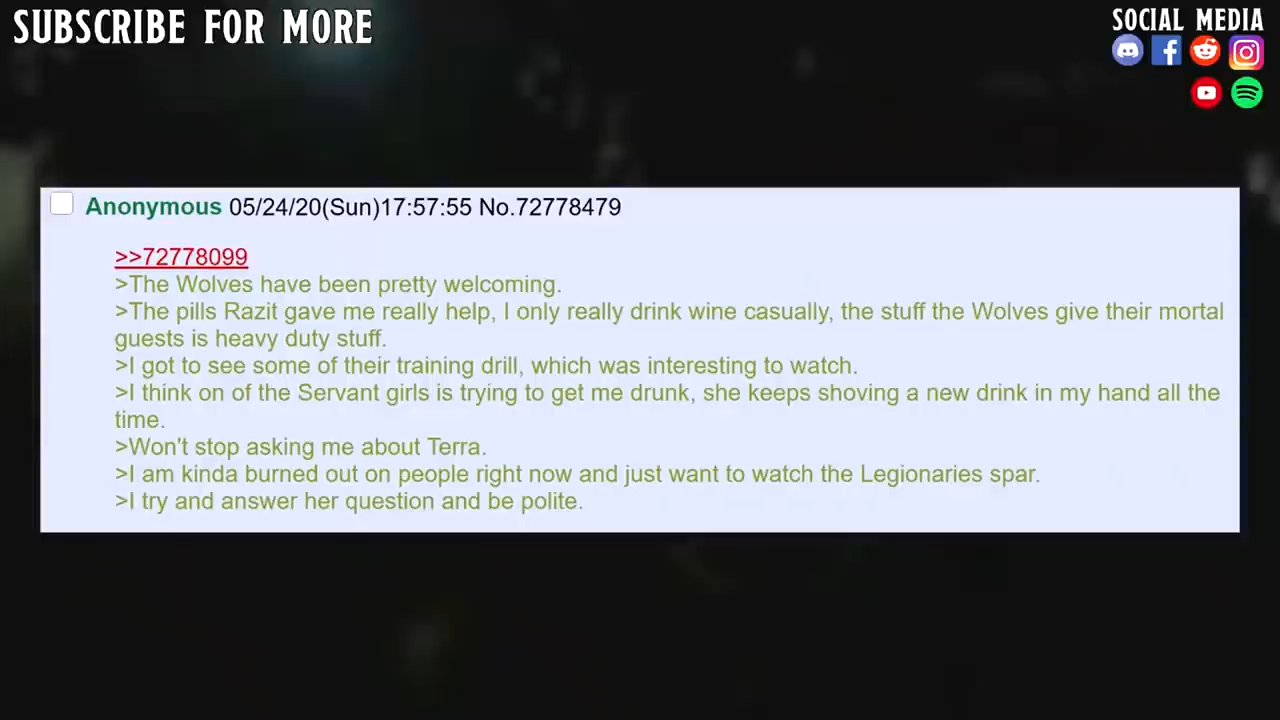 SUBSCRIBE FOR MORE
SOCIAL MEDIA
Anonymous 05/24/20(Sun)17:57:55 No.72778479
>>72778099
>The Wolves have been pretty welcoming.
>The pills Razit gave me really help, I only really drink wine casually, the stuff the Wolves give their mortal
guests is heavy duty stuff.
>I got to see some of their training drill, which was interesting to watch.
>I think on of the Servant girls is trying to get me drunk, she keeps shoving a new drink in my hand all the
time.
>Won't stop asking me about Terra.
>I am kinda burned out on people right now and just want to watch the Legionaries spar.
>I try and answer her question and be polite.